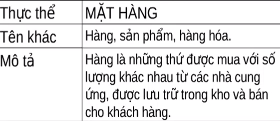 Thực thể MẶT HÀNG
Tên khác Hàng, sản phẩm, hàng hóa.
Mô tả Hàng là những thứ được mua với số
lượng khác nhau từ các nhà cung
ứng, được lưu trữ trong kho và bán
cho khách hàng.